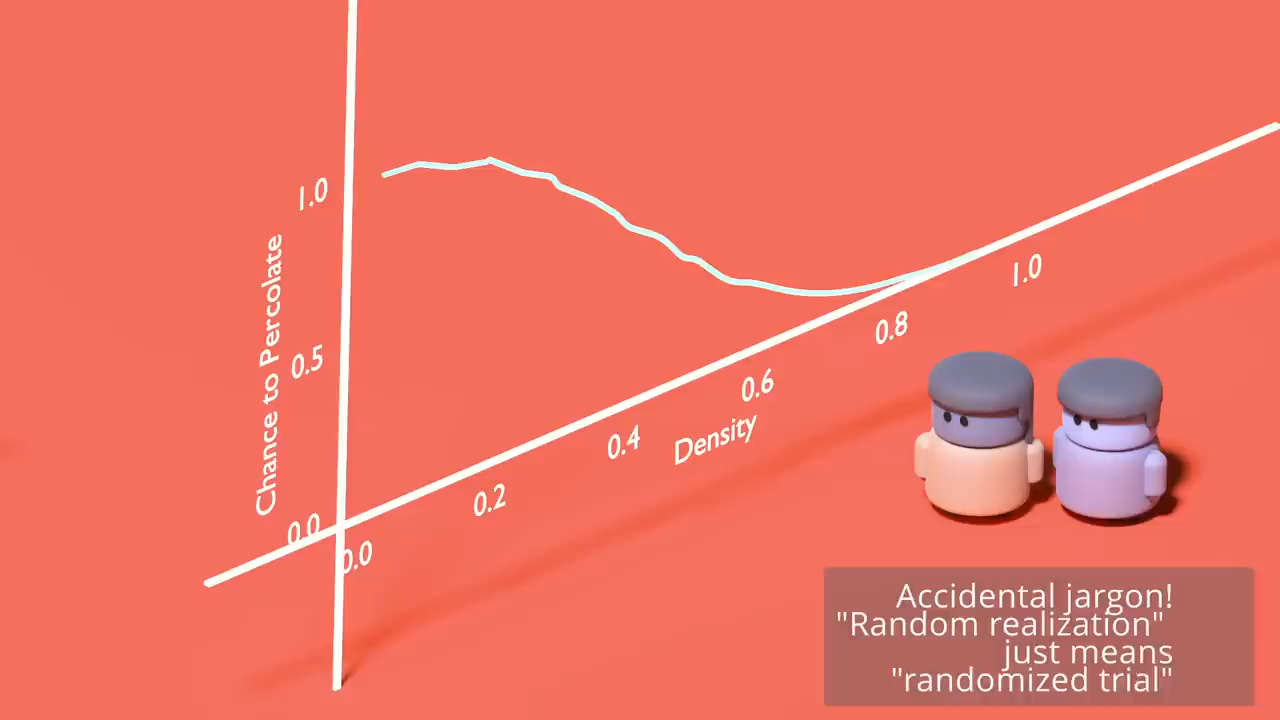 1.0
0.5
0.0
Chance to Percolate
0.0
0.2
0.4
0.6
0.8
1.0
Density
Accidental jargon!
"Random realization"
just means
"randomized trial"